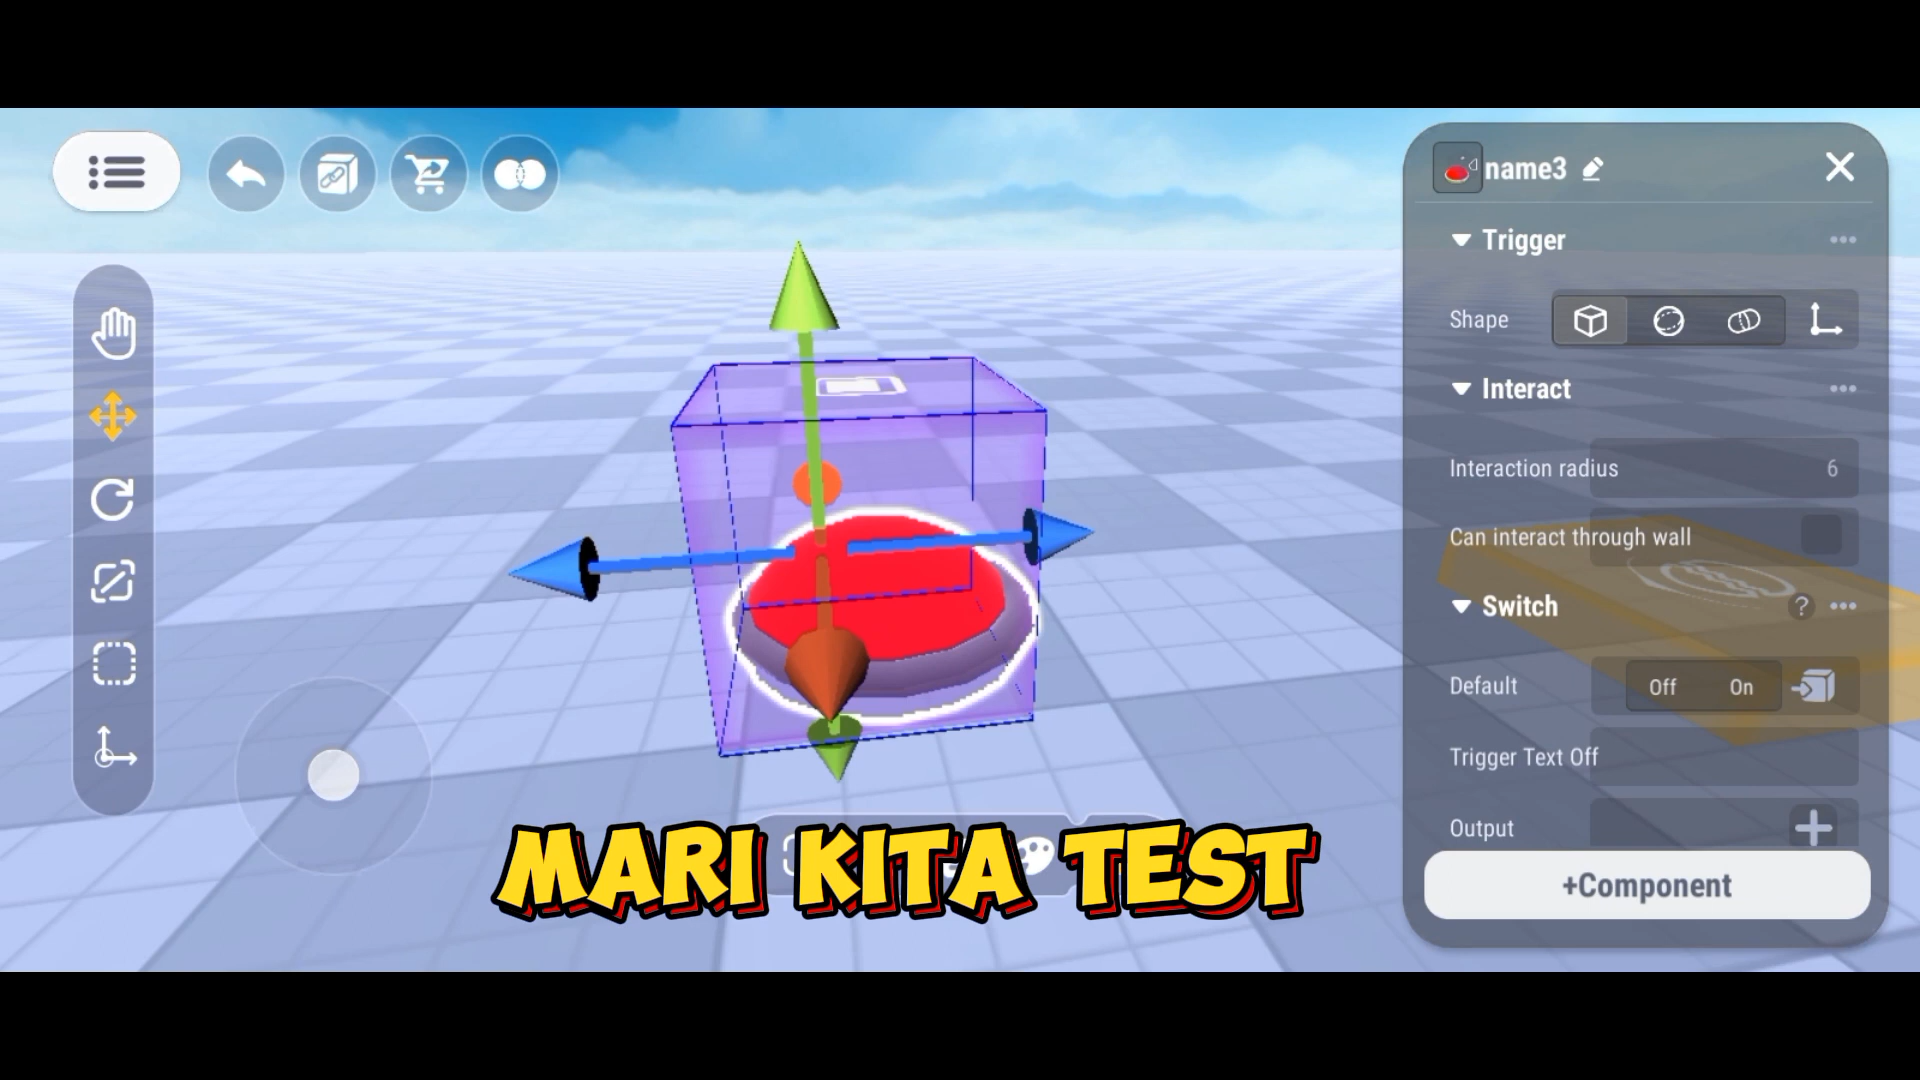 name3
Trigger
Shape
Interact
Interaction radius 6
Can interact through wall
Switch ?
Default Off On
Trigger Text Off
Output
+Component
MARI KITA TEST